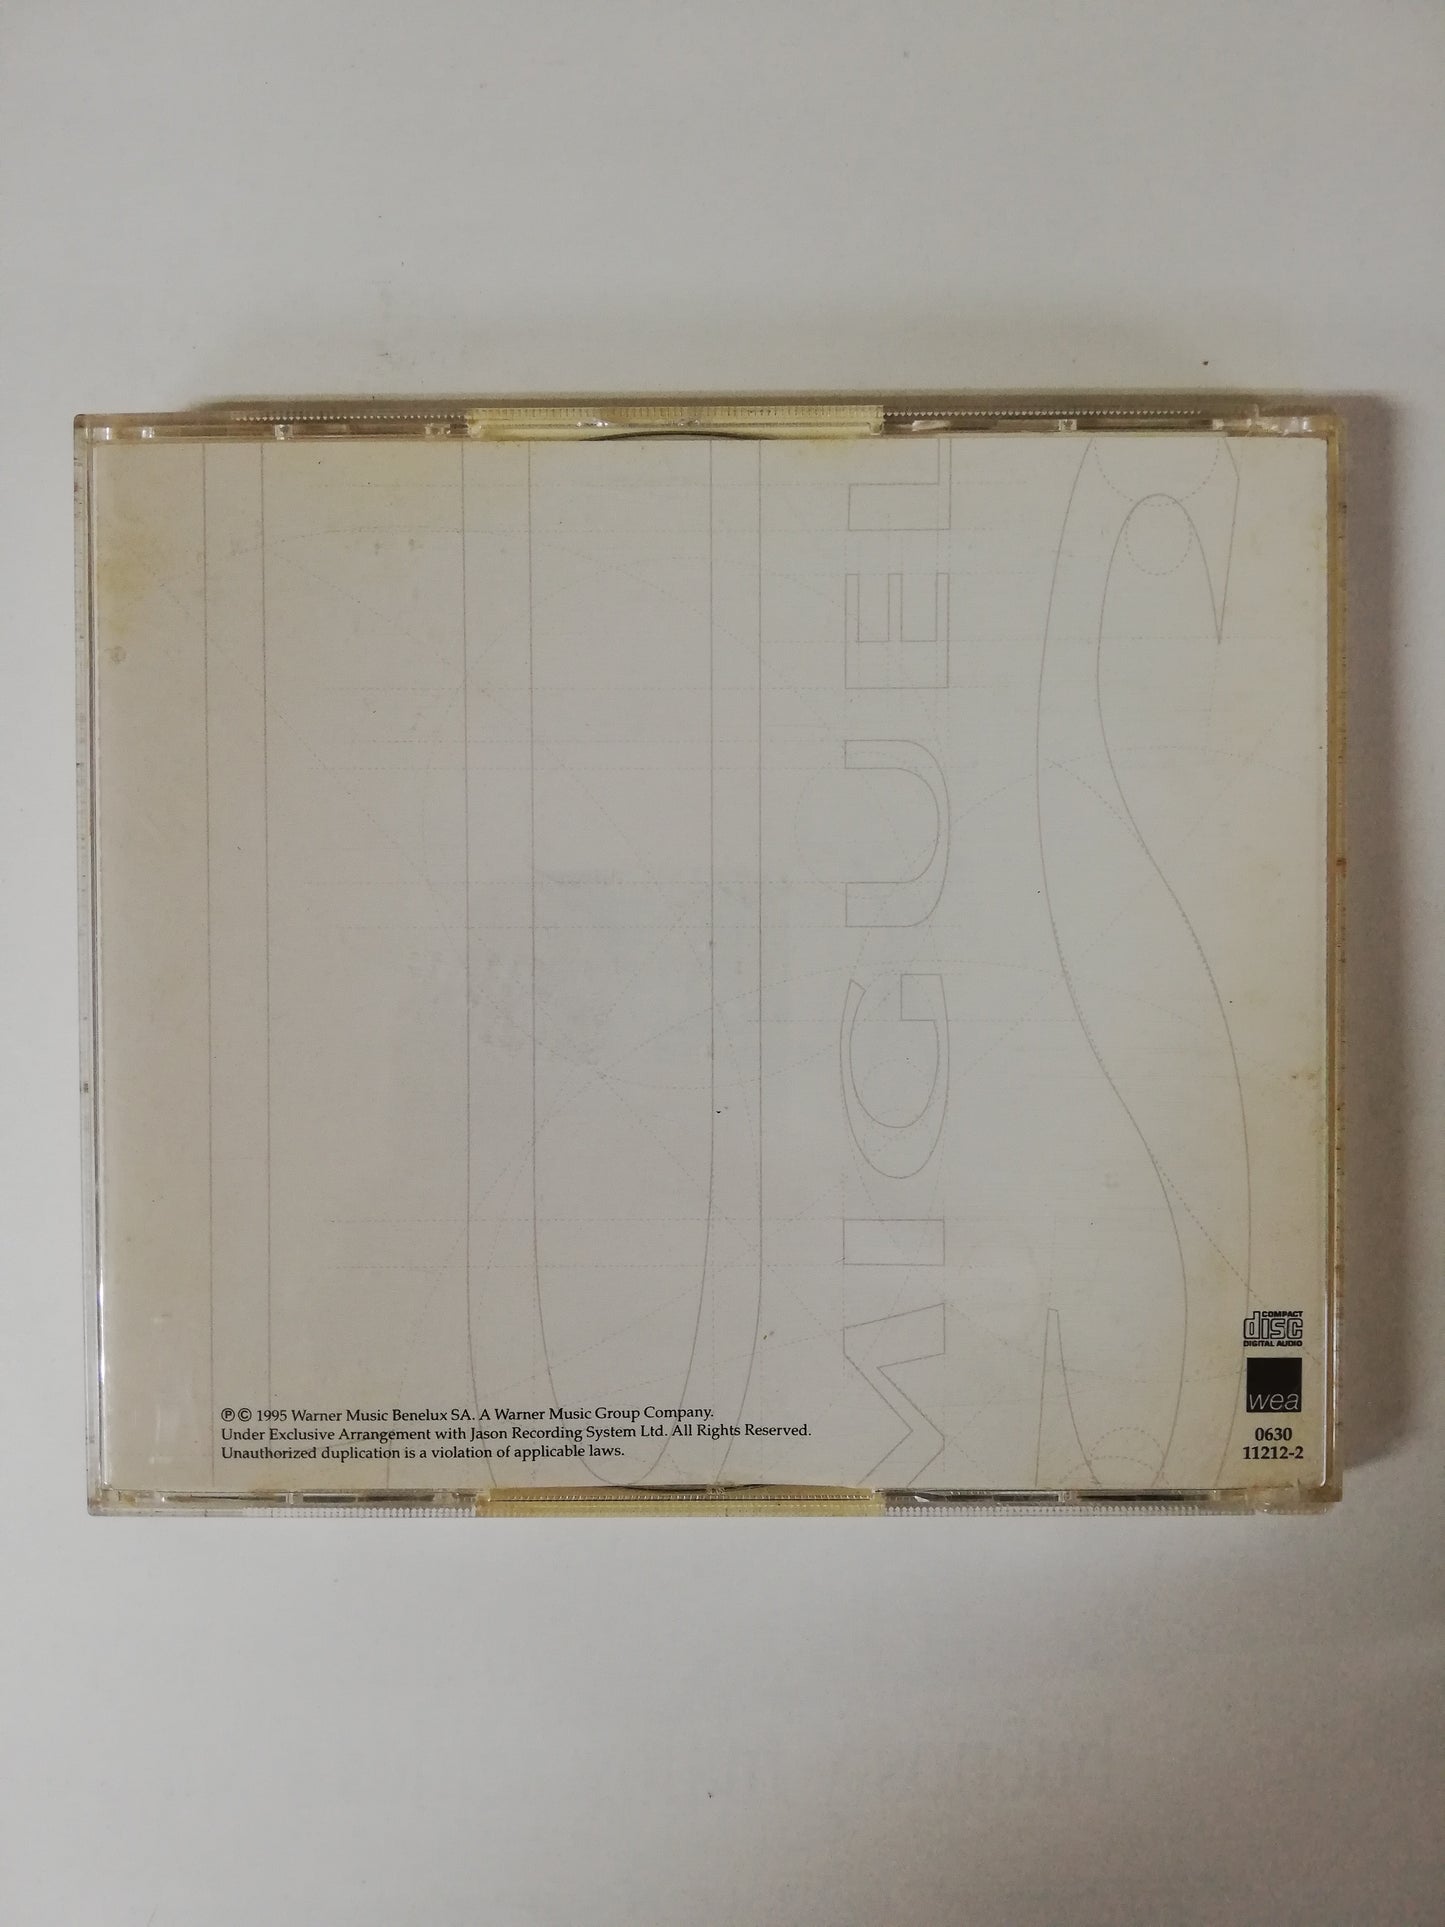 MIGUEL
℗ © 1995 Warner Music Benelux SA. A Warner Music Group Company.
Under Exclusive Arrangement with Jason Recording System Ltd. All Rights Reserved.
Unauthorized duplication is a violation of applicable laws.
COMPACT
disc
DIGITAL AUDIO
wea
0630
11212-2